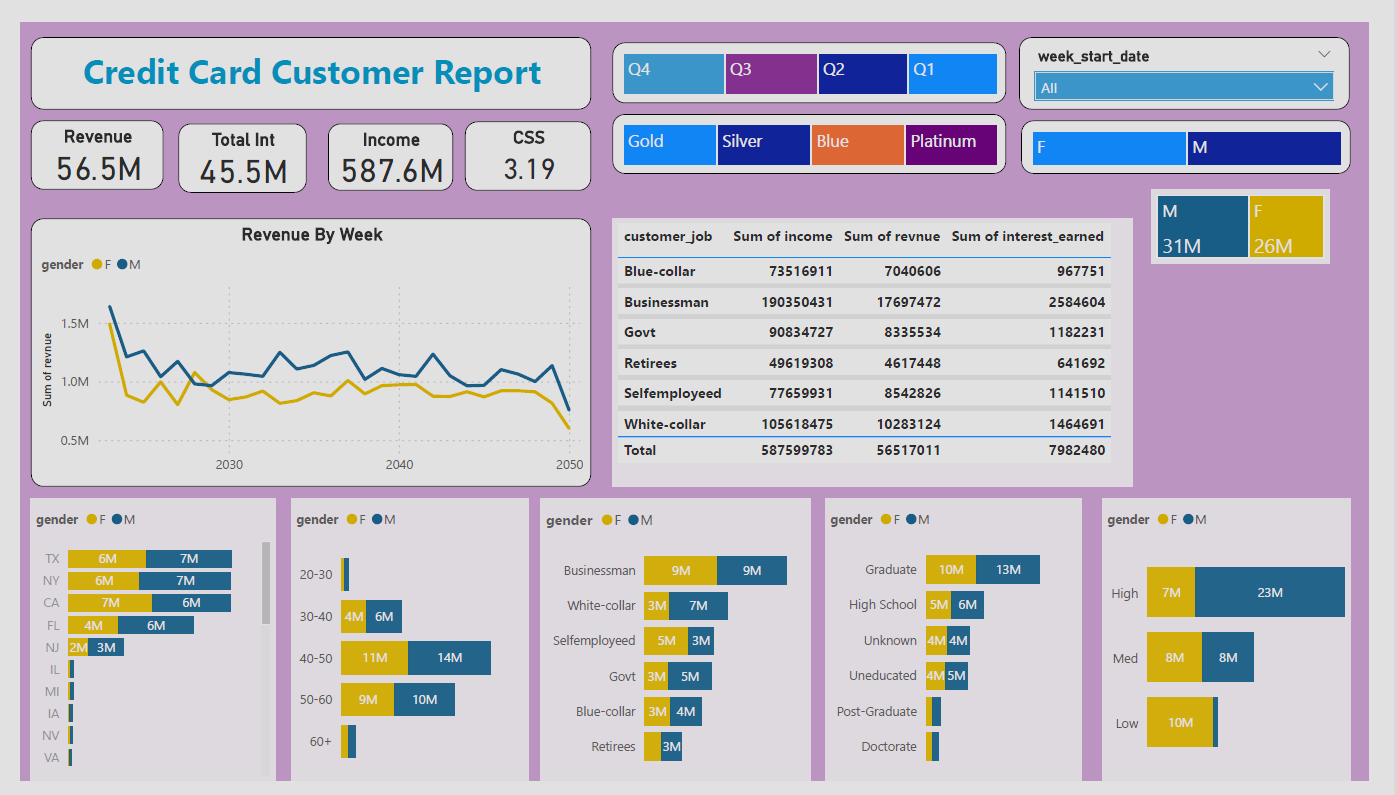 Credit Card Customer Report
Q4 Q3 Q2 Q1
week_start_date
All
Revenue
56.5M
Total Int
45.5M
Income
587.6M
CSS
3.19
Gold Silver Blue Platinum
F M
M
31M
F
26M
Revenue By Week
gender F M
Sum of revnue
1.5M
1.0M
0.5M
2030 2040 2050
customer_job Sum of income Sum of revnue Sum of interest_earned
Blue-collar 73516911 7040606 967751
Businessman 190350431 17697472 2584604
Govt 90834727 8335534 1182231
Retirees 49619308 4617448 641692
Selfemployeed 77659931 8542826 1141510
White-collar 105618475 10283124 1464691
Total 587599783 56517011 7982480
gender F M
TX 6M 7M
NY 6M 7M
CA 7M 6M
FL 4M 6M
NJ 2M 3M
IL
MI
IA
NV
VA
gender F M
20-30
30-40 4M 6M
40-50 11M 14M
50-60 9M 10M
60+
gender F M
Businessman 9M 9M
White-collar 3M 7M
Selfemployeed 5M 3M
Govt 3M 5M
Blue-collar 3M 4M
Retirees 3M
gender F M
Graduate 10M 13M
High School 5M 6M
Unknown 4M 4M
Uneducated 4M 5M
Post-Graduate
Doctorate
gender F M
High 7M 23M
Med 8M 8M
Low 10M